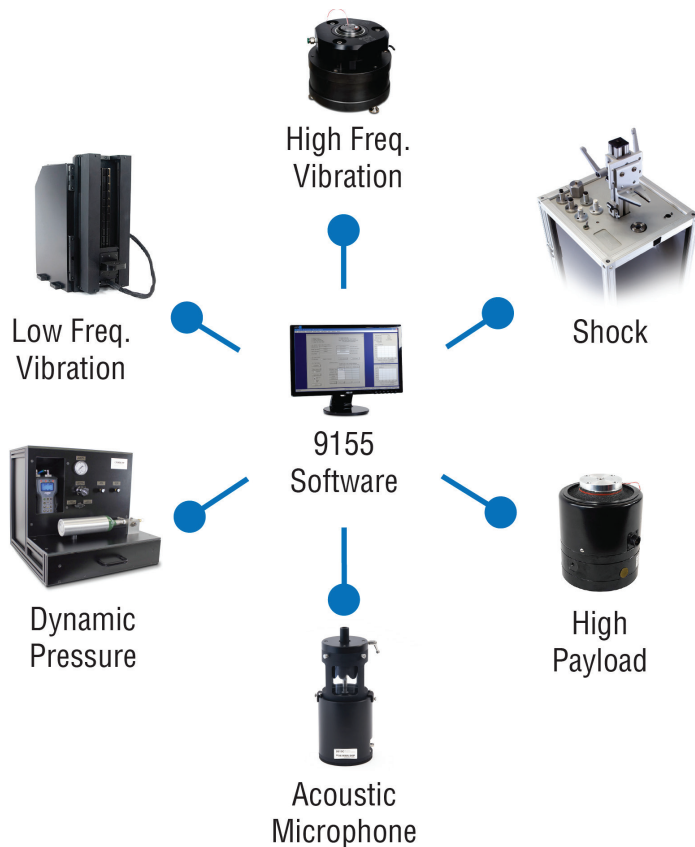 High Freq.
Vibration
Low Freq.
Vibration
Shock
9155
Software
Dynamic
Pressure
High
Payload
Acoustic
Microphone